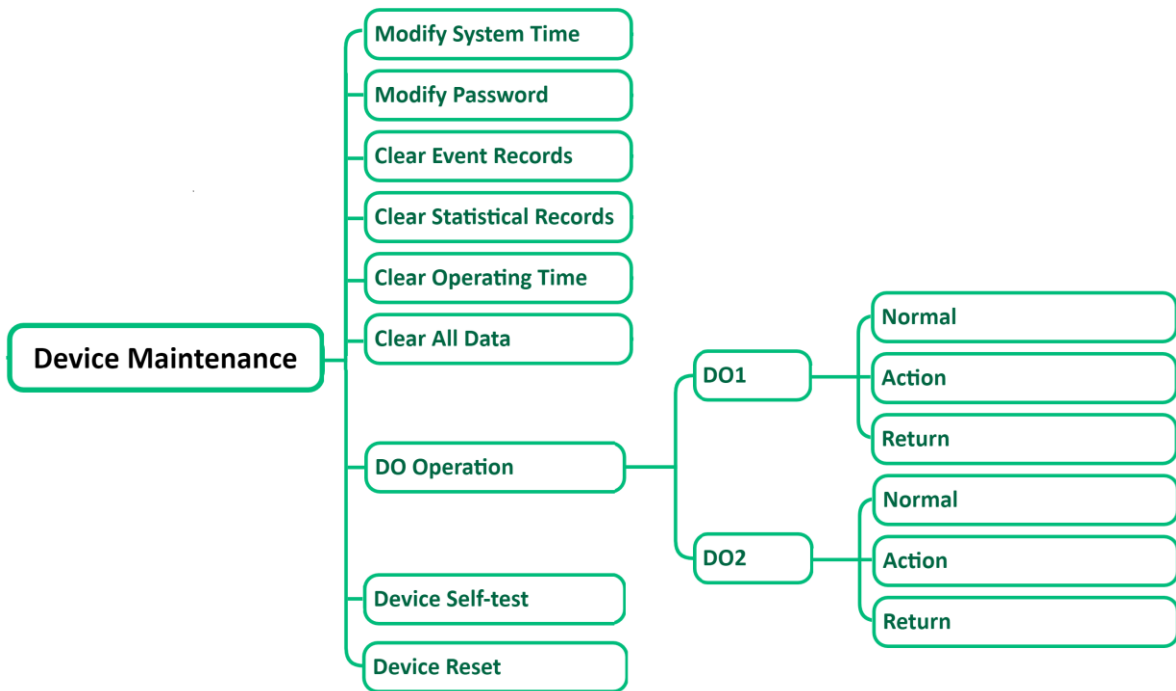 Device Maintenance
Modify System Time
Modify Password
Clear Event Records
Clear Statistical Records
Clear Operating Time
Clear All Data
DO Operation
DO1
Normal
Action
Return
DO2
Normal
Action
Return
Device Self-test
Device Reset